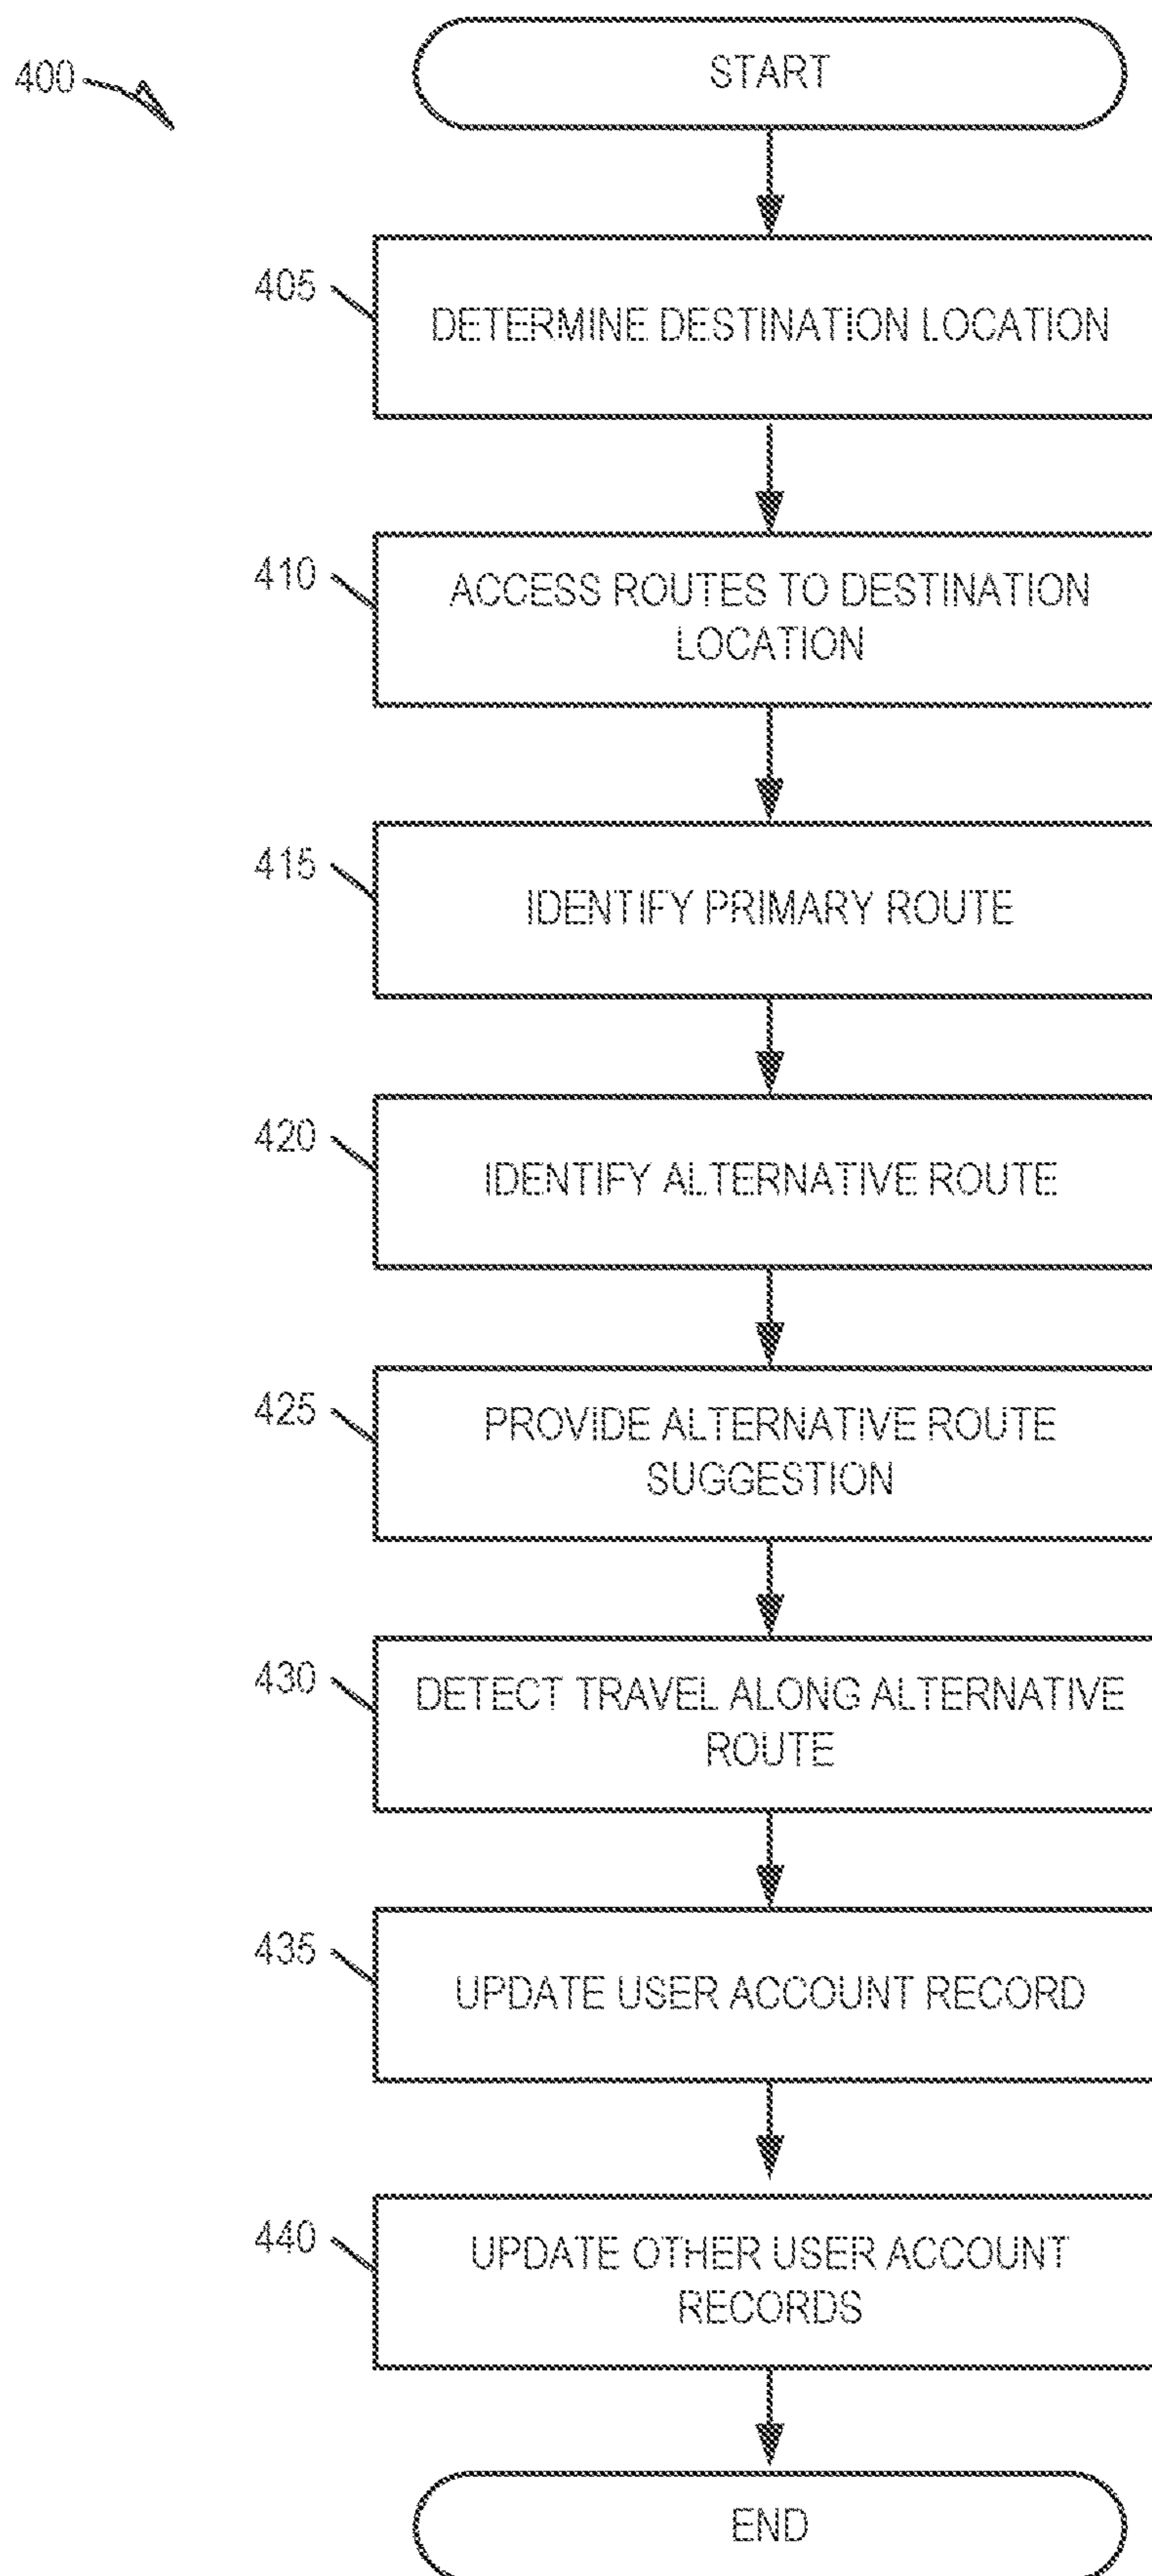 400
START
405
DETERMINE DESTINATION LOCATION
410
ACCESS ROUTES TO DESTINATION
LOCATION
415
IDENTIFY PRIMARY ROUTE
420
IDENTIFY ALTERNATIVE ROUTE
425
PROVIDE ALTERNATIVE ROUTE
SUGGESTION
430
DETECT TRAVEL ALONG ALTERNATIVE
ROUTE
435
UPDATE USER ACCOUNT RECORD
440
UPDATE OTHER USER ACCOUNT
RECORDS
END